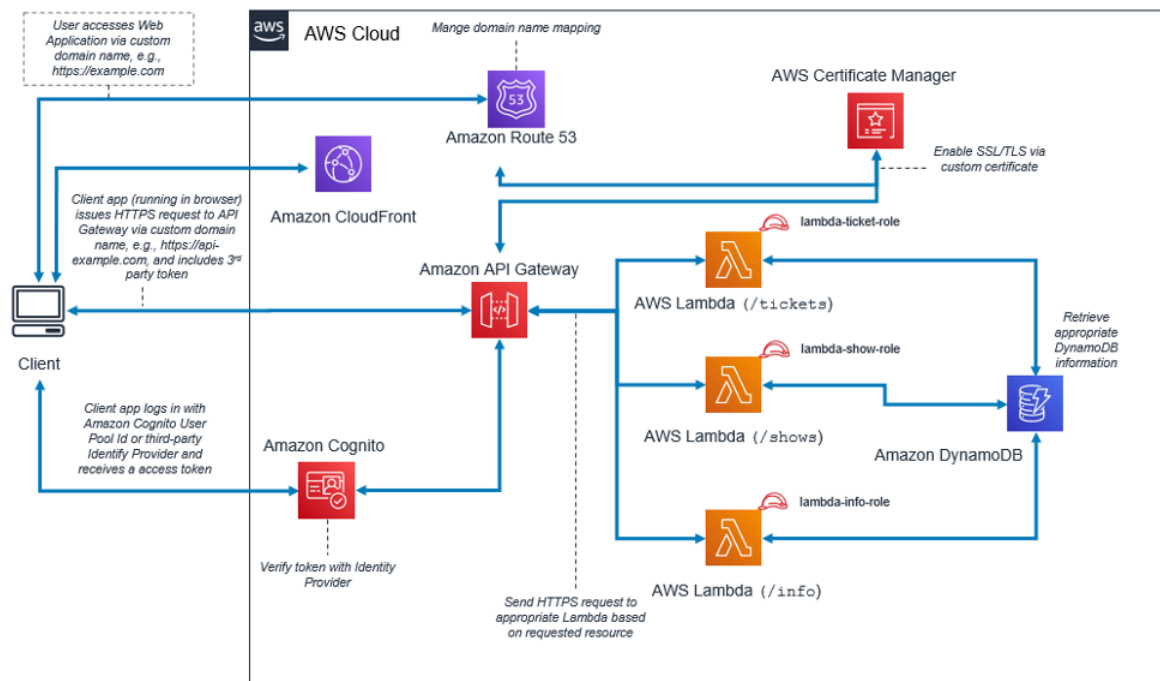 User accesses Web
Application via custom
domain name, e.g.,
https://example.com
aws
AWS Cloud
Mange domain name mapping
53
Amazon Route 53
AWS Certificate Manager
Enable SSL/TLS via
custom certificate
Amazon CloudFront
Client app (running in browser)
issues HTTPS request to API
Gateway via custom domain
name, e.g., https://api-
example.com, and includes 3rd
party token
Amazon API Gateway
lambda-ticket-role
AWS Lambda (/tickets)
Client
Retrieve
appropriate
DynamoDB
information
lambda-show-role
AWS Lambda (/shows)
Amazon DynamoDB
Client app logs in with
Amazon Cognito User
Pool Id or third-party
Identify Provider and
receives a access token
Amazon Cognito
lambda-info-role
AWS Lambda (/info)
Verify token with Identity
Provider
Send HTTPS request to
appropriate Lambda based
on requested resource